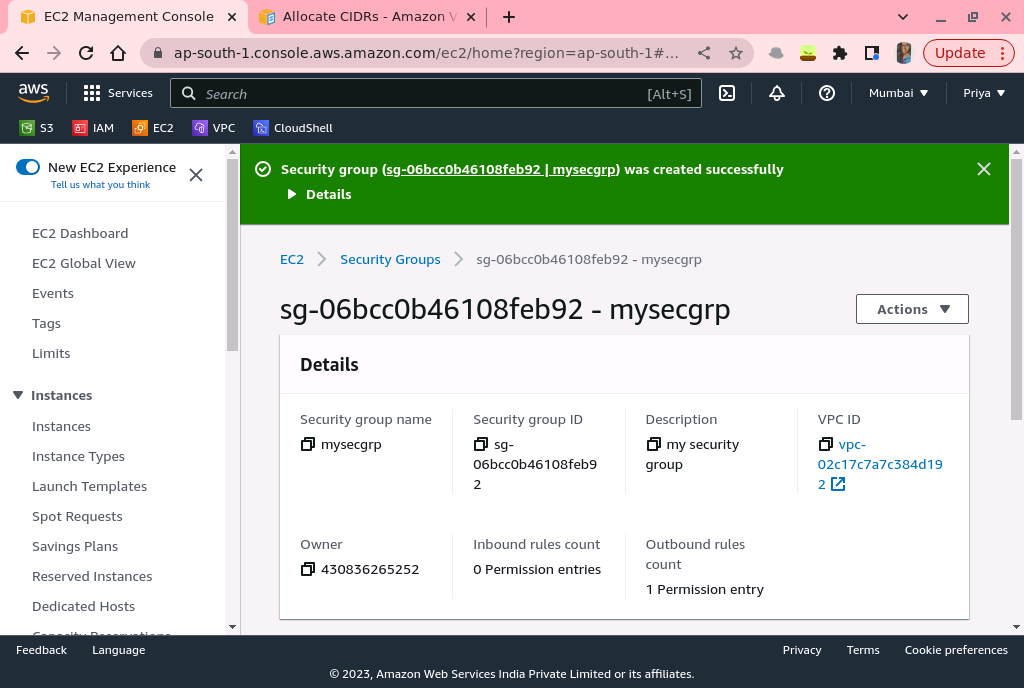 EC2 Management Console
Allocate CIDRs - Amazon V
ap-south-1.console.aws.amazon.com/ec2/home?region=ap-south-1#...
Update
aws
Services
Search
[Alt+S]
Mumbai
Priya
S3
IAM
EC2
VPC
CloudShell
New EC2 Experience
Tell us what you think
EC2 Dashboard
EC2 Global View
Events
Tags
Limits
Instances
Instances
Instance Types
Launch Templates
Spot Requests
Savings Plans
Reserved Instances
Dedicated Hosts
Capacity Reservations
Security group (sg-06bcc0b46108feb92 | mysecgrp) was created successfully
Details
EC2
Security Groups
sg-06bcc0b46108feb92 - mysecgrp
sg-06bcc0b46108feb92 - mysecgrp
Actions
Details
Security group name
mysecgrp
Security group ID
sg-
06bcc0b46108feb9
2
Description
my security
group
VPC ID
vpc-
02c17c7a7c384d19
2
Owner
430836265252
Inbound rules count
0 Permission entries
Outbound rules
count
1 Permission entry
Feedback
Language
Privacy
Terms
Cookie preferences
© 2023, Amazon Web Services India Private Limited or its affiliates.